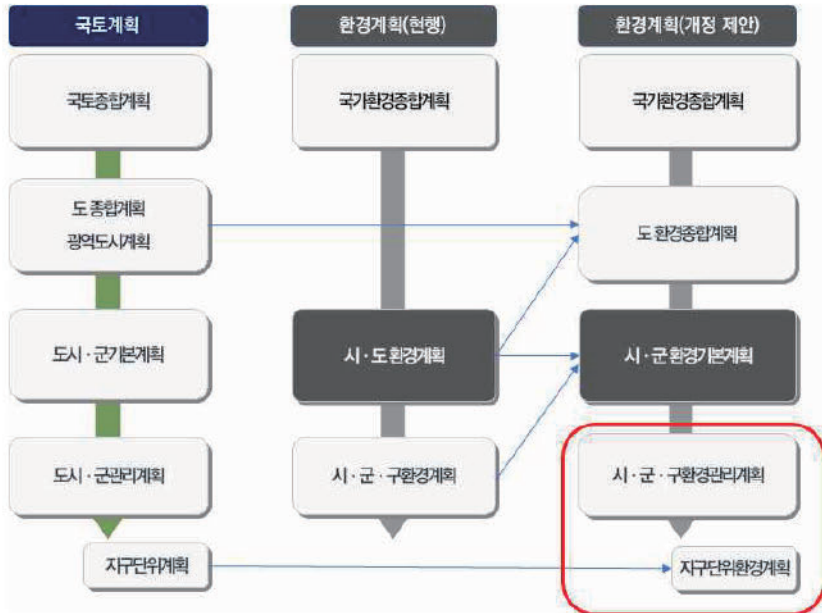 국토계획
환경계획(현행)
환경계획(개정 제안)
국토종합계획
국가환경종합계획
국가환경종합계획
도 종합계획
광역도시계획
도 환경종합계획
도시·군기본계획
시·도 환경계획
시·군 환경기본계획
도시·군관리계획
시·군·구환경계획
시·군·구환경관리계획
지구단위계획
지구단위환경계획